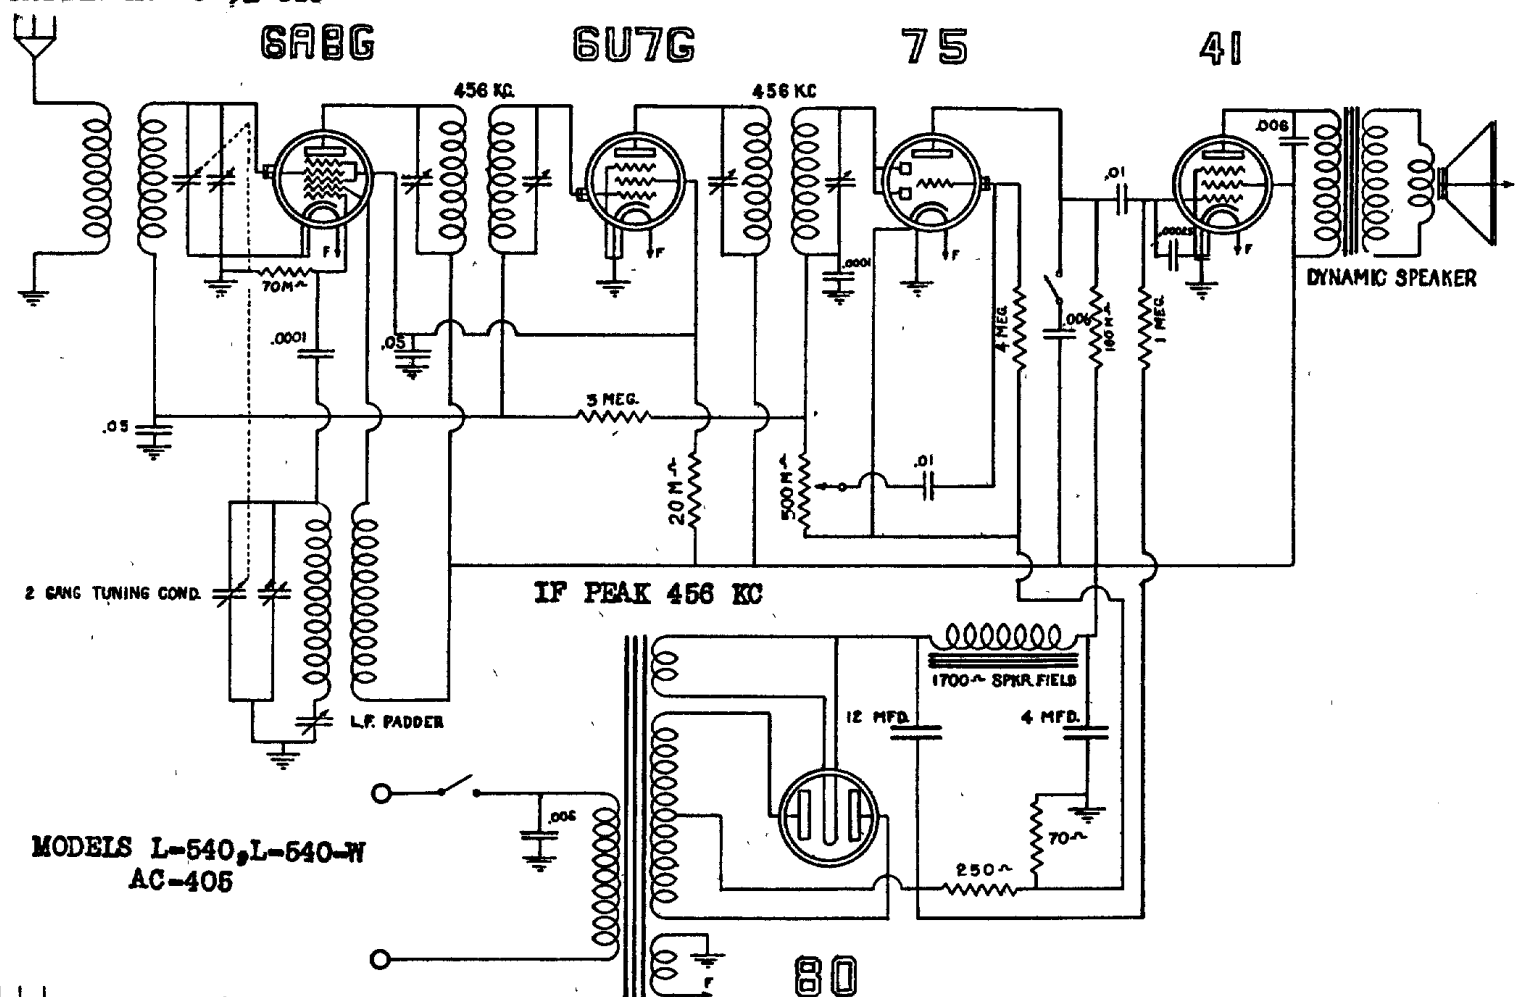 6A8G 6U7G 75 41
456 KC. 456 KC
.006
.01
.00025
F F F F
70M~
.0001
DYNAMIC SPEAKER
.0001 .05 4 MEG. .006 1 MEG.
3 MEG.
.05
20 M 500 M .01
2 GANG TUNING COND.
IF PEAK 456 KC
1700~ SPKR. FIELD
L.F. PADDER 12 MFD. 4 MFD.
.006
70~
MODELS L-540,L-540-W
AC-405
250~
80
F